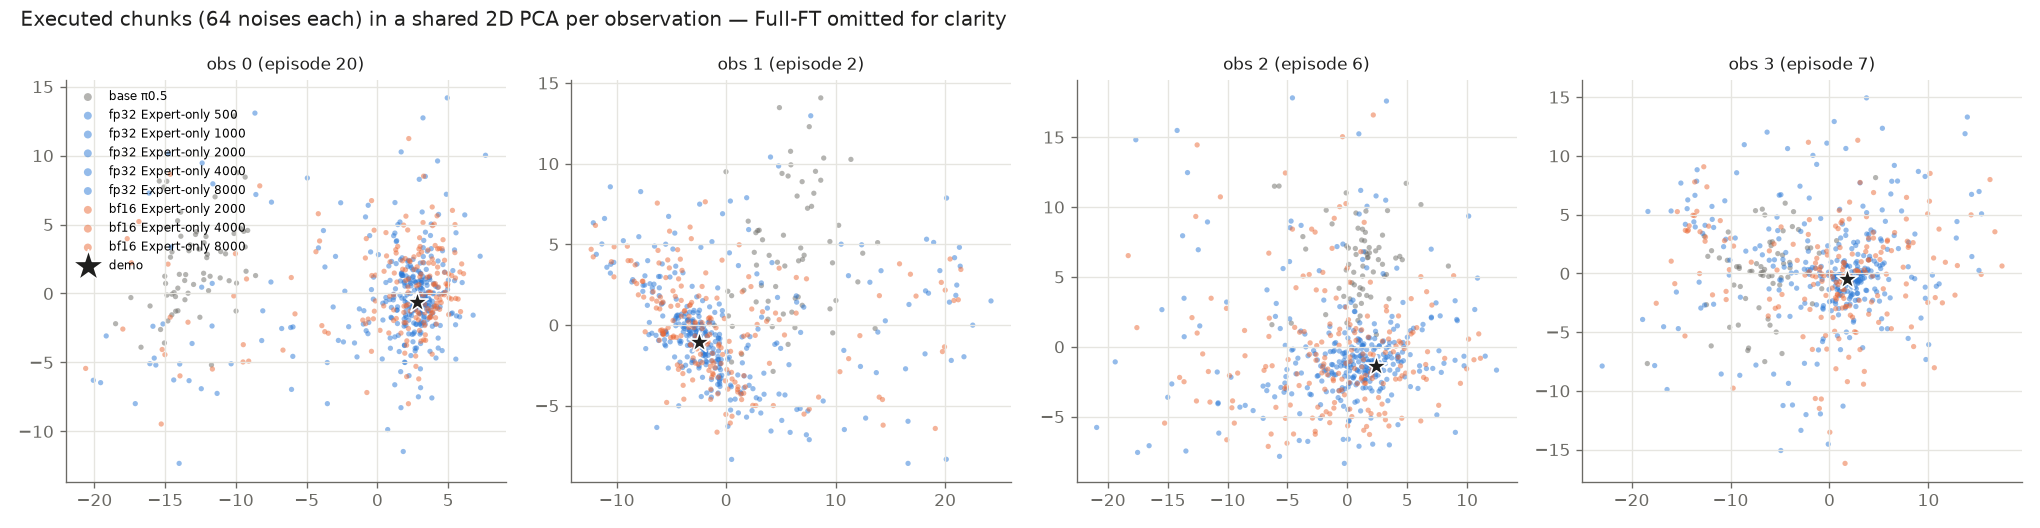 Executed chunks (64 noises each) in a shared 2D PCA per observation — Full-FT omitted for clarity
obs 0 (episode 20)
15
10
5
0
−5
−10
−20
−15
−10
−5
0
5
base π0.5
fp32 Expert-only 500
fp32 Expert-only 1000
fp32 Expert-only 2000
fp32 Expert-only 4000
fp32 Expert-only 8000
bf16 Expert-only 2000
bf16 Expert-only 4000
bf16 Expert-only 8000
demo
obs 1 (episode 2)
15
10
5
0
−5
−10
0
10
20
obs 2 (episode 6)
15
10
5
0
−5
−20
−15
−10
−5
0
5
10
obs 3 (episode 7)
15
10
5
0
−5
−10
−15
−20
−10
0
10